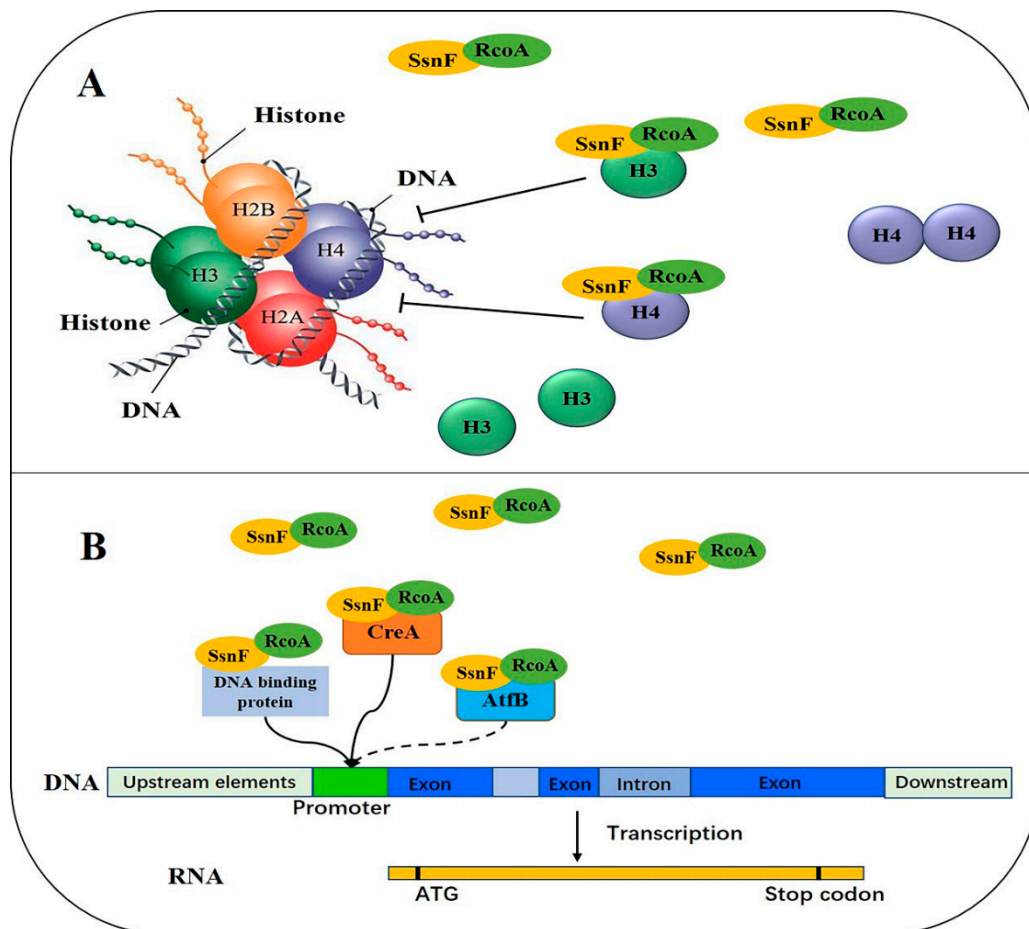 A
SsnF RcoA
Histone
SsnF RcoA
SsnF RcoA
H3
DNA
H2B
H4
H3
H2A
H4 H4
SsnF RcoA
H4
Histone
DNA
H3
H3
B
SsnF RcoA
SsnF RcoA
SsnF RcoA
SsnF RcoA
CreA
SsnF RcoA
DNA binding
protein
SsnF RcoA
AtfB
DNA
Upstream elements
Exon
Exon
Intron
Exon
Downstream
Promoter
Transcription
RNA
ATG
Stop codon